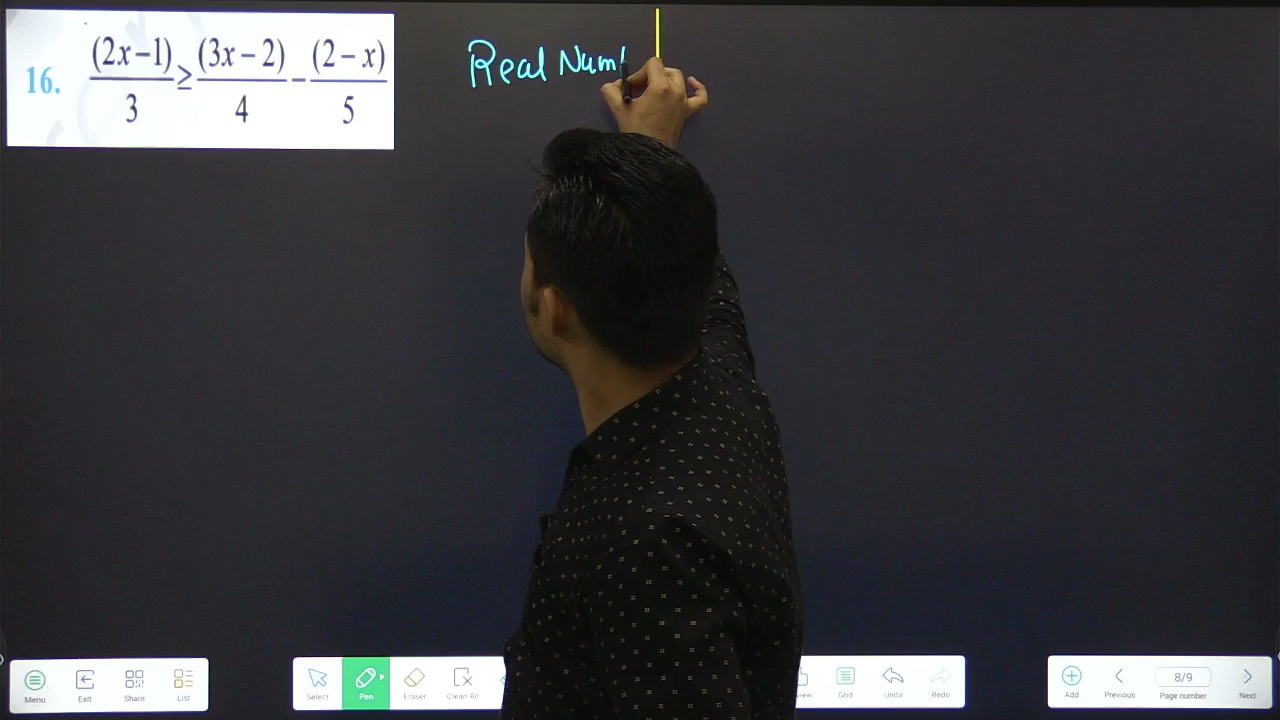 16. (2x−1)/3 ≥ (3x−2)/4 − (2−x)/5
Real Num
Menu Exit Share List
Select Pen Eraser Clean All
Grid Undo Redo
Add Previous 8/9 Page number Next